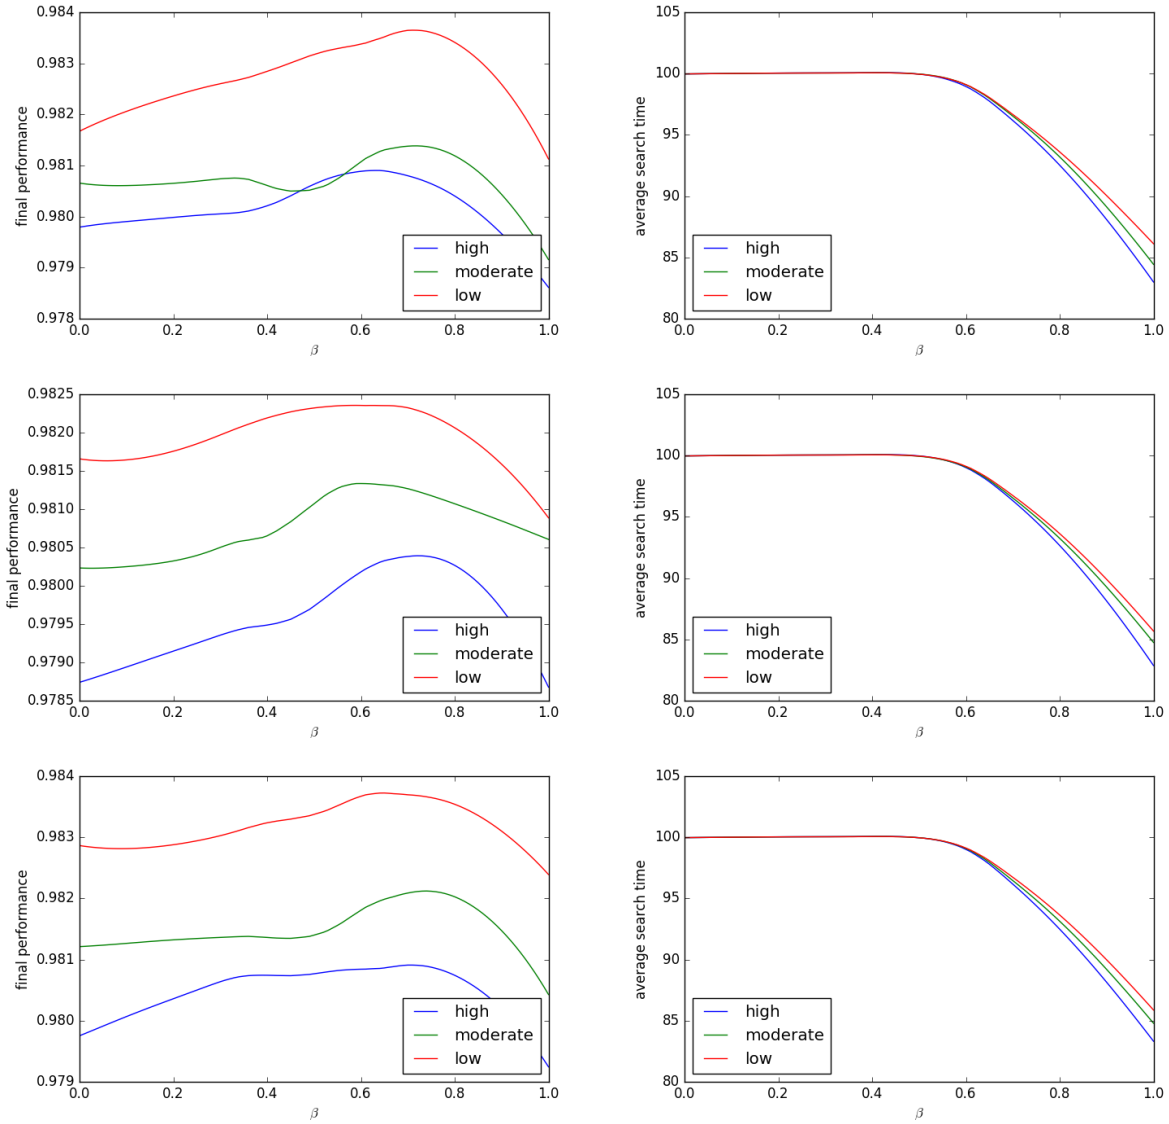 0.984
0.983
0.982
0.981
0.980
0.979
0.978
final performance
high
moderate
low
0.0 0.2 0.4 0.6 0.8 1.0
β
105
100
95
90
85
80
average search time
high
moderate
low
0.0 0.2 0.4 0.6 0.8 1.0
β
0.9825
0.9820
0.9815
0.9810
0.9805
0.9800
0.9795
0.9790
0.9785
final performance
high
moderate
low
0.0 0.2 0.4 0.6 0.8 1.0
β
105
100
95
90
85
80
average search time
high
moderate
low
0.0 0.2 0.4 0.6 0.8 1.0
β
0.984
0.983
0.982
0.981
0.980
0.979
final performance
high
moderate
low
0.0 0.2 0.4 0.6 0.8 1.0
β
105
100
95
90
85
80
average search time
high
moderate
low
0.0 0.2 0.4 0.6 0.8 1.0
β